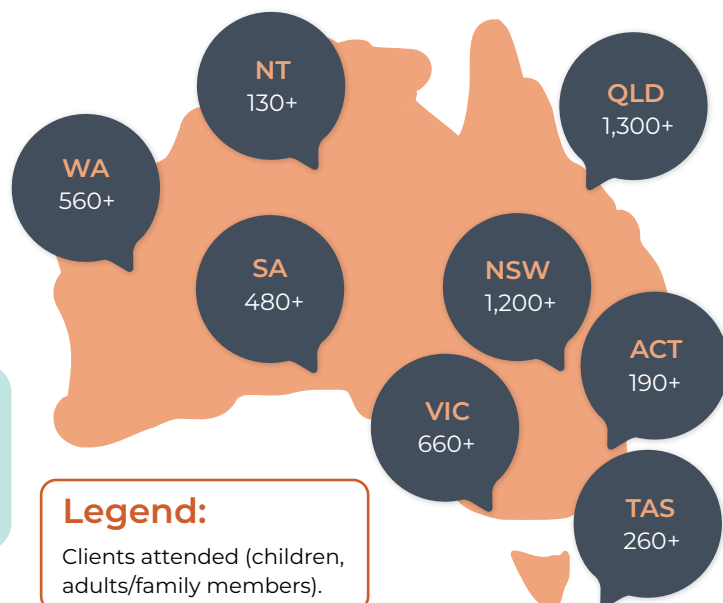 NT
130+
QLD
1,300+
WA
560+
SA
480+
NSW
1,200+
ACT
190+
VIC
660+
TAS
260+
Legend:
Clients attended (children,
adults/family members).